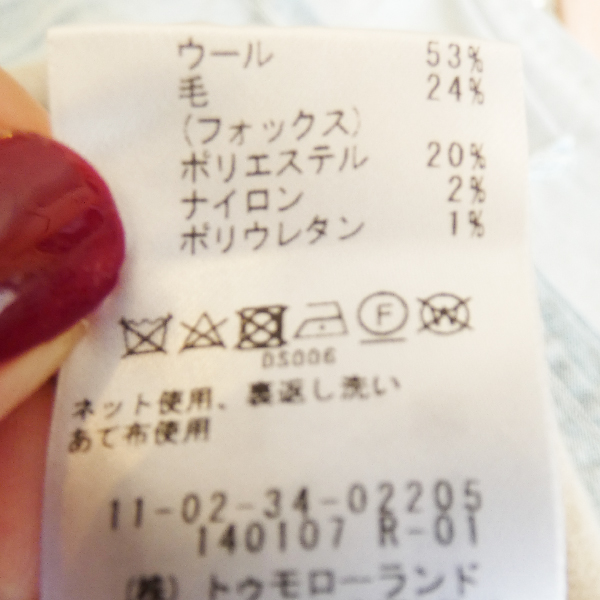 ウール 53%
毛 24%
(フォックス)
ポリエステル 20%
ナイロン 2%
ポリウレタン 1%
F W
DS006
ネット使用、裏返し洗い
あて布使用
11-02-34-02205
140107 R-01
(株) トゥモローランド